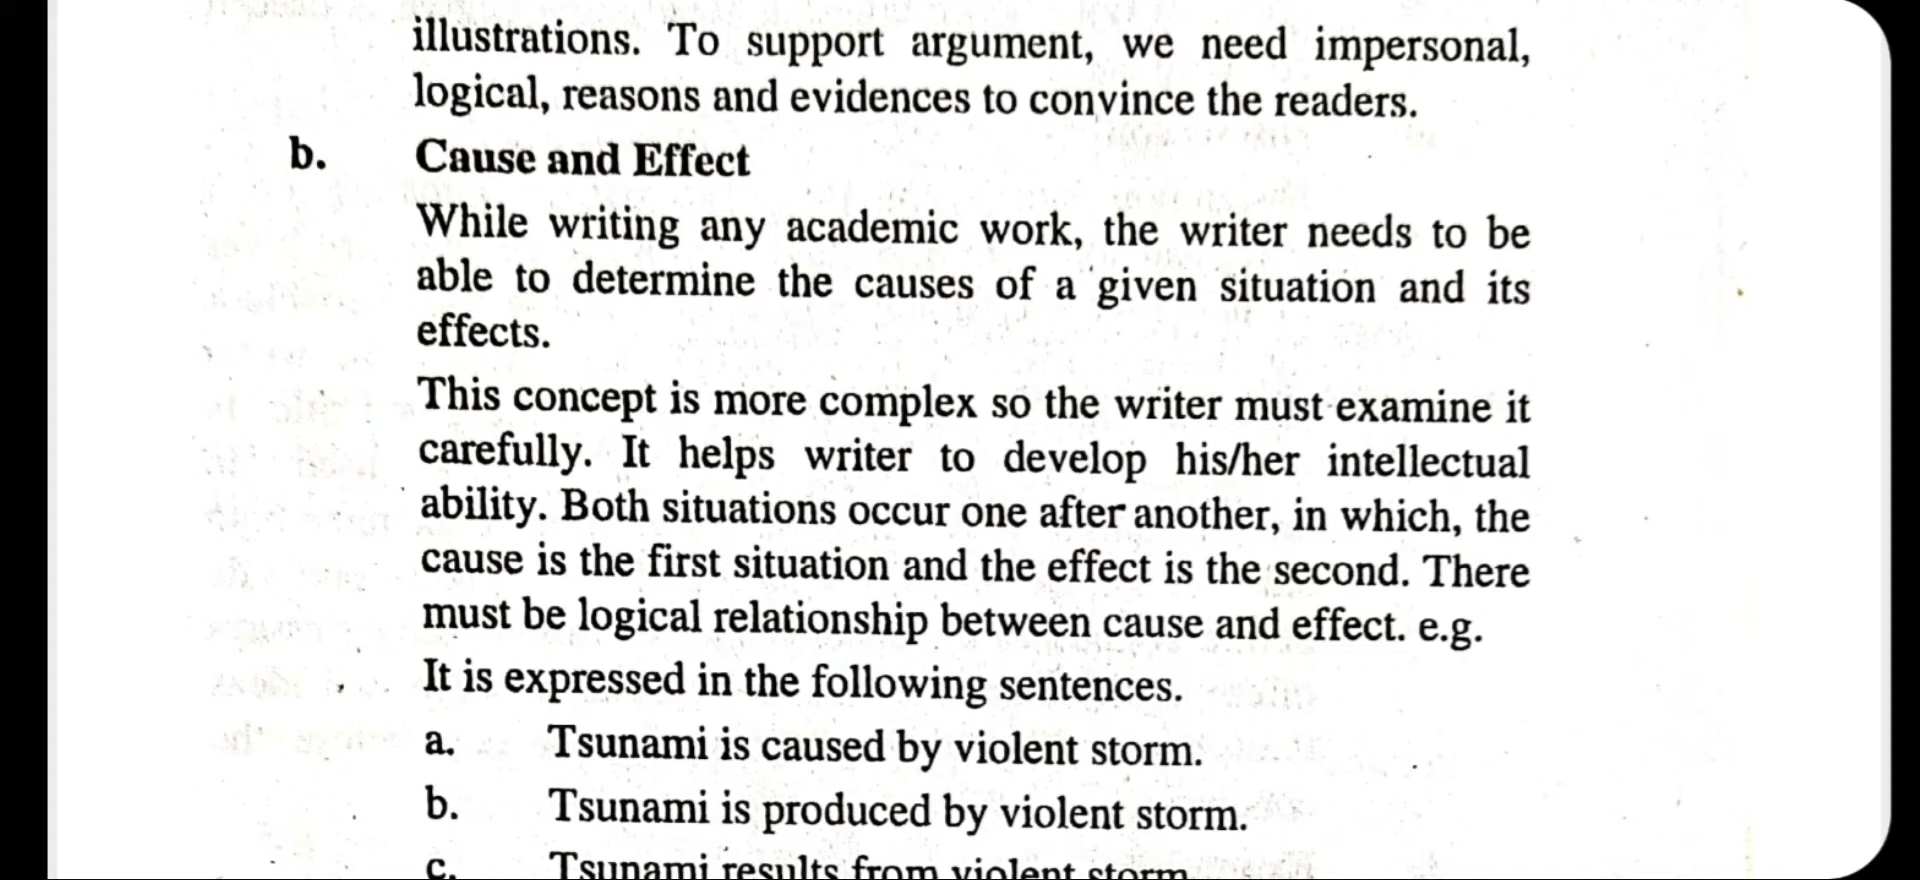 illustrations. To support argument, we need impersonal,
logical, reasons and evidences to convince the readers.
b. Cause and Effect
While writing any academic work, the writer needs to be
able to determine the causes of a given situation and its
effects.
This concept is more complex so the writer must examine it
carefully. It helps writer to develop his/her intellectual
ability. Both situations occur one after another, in which, the
cause is the first situation and the effect is the second. There
must be logical relationship between cause and effect. e.g.
It is expressed in the following sentences.
a. Tsunami is caused by violent storm.
b. Tsunami is produced by violent storm.
c. Tsunami results from violent storm